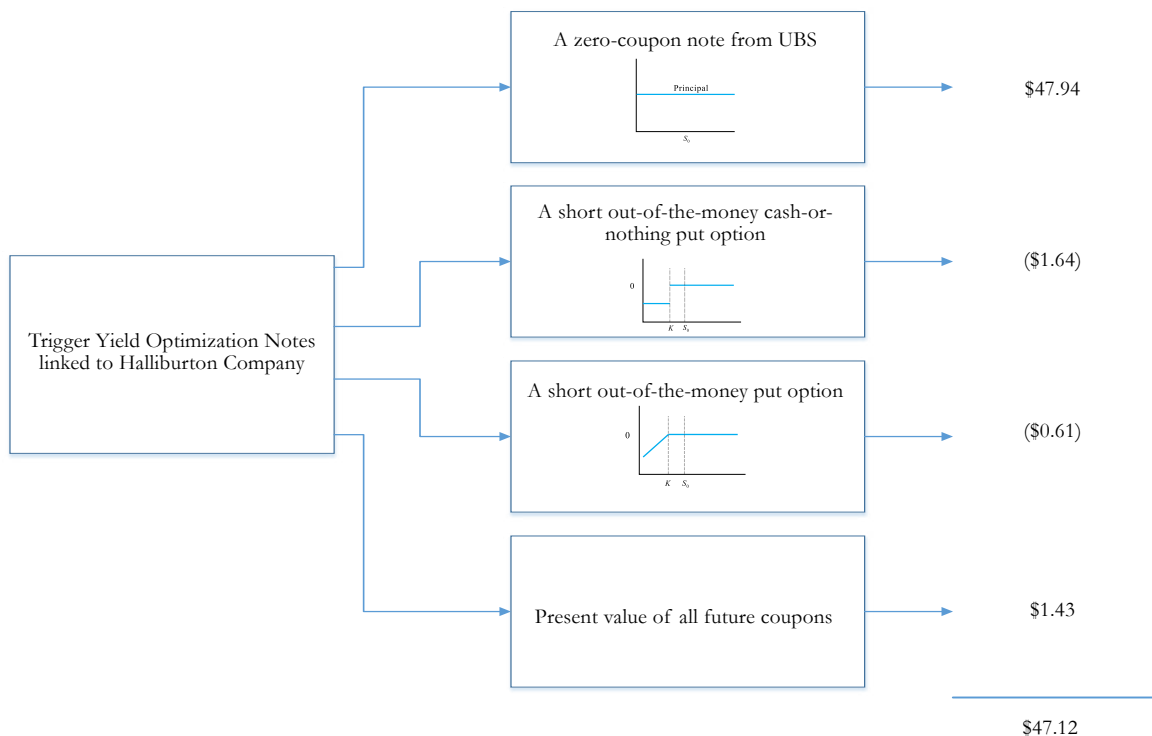 A zero-coupon note from UBS
Principal
S₀
$47.94
A short out-of-the-money cash-or-
nothing put option
0
K
S₀
($1.64)
Trigger Yield Optimization Notes
linked to Halliburton Company
A short out-of-the-money put option
0
K
S₀
($0.61)
Present value of all future coupons
$1.43
$47.12